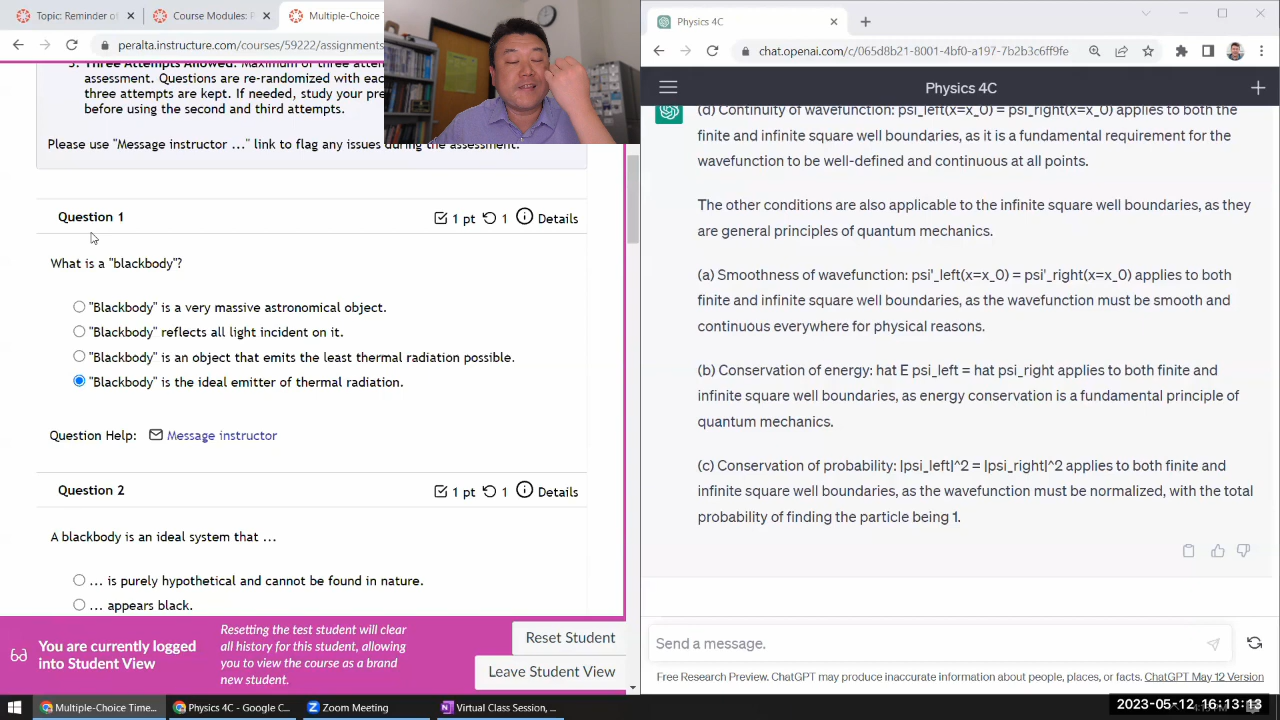 Topic: Reminder of
Course Modules: P
Multiple-Choice
peralta.instructure.com/courses/59222/assignments
3. Three Attempts Allowed: Maximum of three atte
assessment. Questions are re-randomized with eac
three attempts are kept. If needed, study your pre
before using the second and third attempts.
Please use "Message instructor ..." link to flag any issues during the assessment.
Question 1
1 pt
1
Details
What is a "blackbody"?
"Blackbody" is a very massive astronomical object.
"Blackbody" reflects all light incident on it.
"Blackbody" is an object that emits the least thermal radiation possible.
"Blackbody" is the ideal emitter of thermal radiation.
Question Help:
Message instructor
Question 2
1 pt
1
Details
A blackbody is an ideal system that ...
... is purely hypothetical and cannot be found in nature.
... appears black.
You are currently logged
into Student View
Resetting the test student will clear
all history for this student, allowing
you to view the course as a brand
new student.
Reset Student
Leave Student View
Physics 4C
chat.openai.com/c/065d8b21-8001-4bf0-a197-7b2b3c6ff9fe
Physics 4C
(d) Continuity of wavefunction: psi_left(x=x_0) = psi_right(x=x_0) applies to both the
finite and infinite square well boundaries, as it is a fundamental requirement for the
wavefunction to be well-defined and continuous at all points.
The other conditions are also applicable to the infinite square well boundaries, as they
are general principles of quantum mechanics.
(a) Smoothness of wavefunction: psi'_left(x=x_0) = psi'_right(x=x_0) applies to both
finite and infinite square well boundaries, as the wavefunction must be smooth and
continuous everywhere for physical reasons.
(b) Conservation of energy: hat E psi_left = hat psi_right applies to both finite and
infinite square well boundaries, as energy conservation is a fundamental principle of
quantum mechanics.
(c) Conservation of probability: |psi_left|^2 = |psi_right|^2 applies to both finite and
infinite square well boundaries, as the wavefunction must be normalized, with the total
probability of finding the particle being 1.
Send a message.
Free Research Preview. ChatGPT may produce inaccurate information about people, places, or facts. ChatGPT May 12 Version
Multiple-Choice Time...
Physics 4C - Google C...
Zoom Meeting
Virtual Class Session, ...
2023-05-12 16:13:13